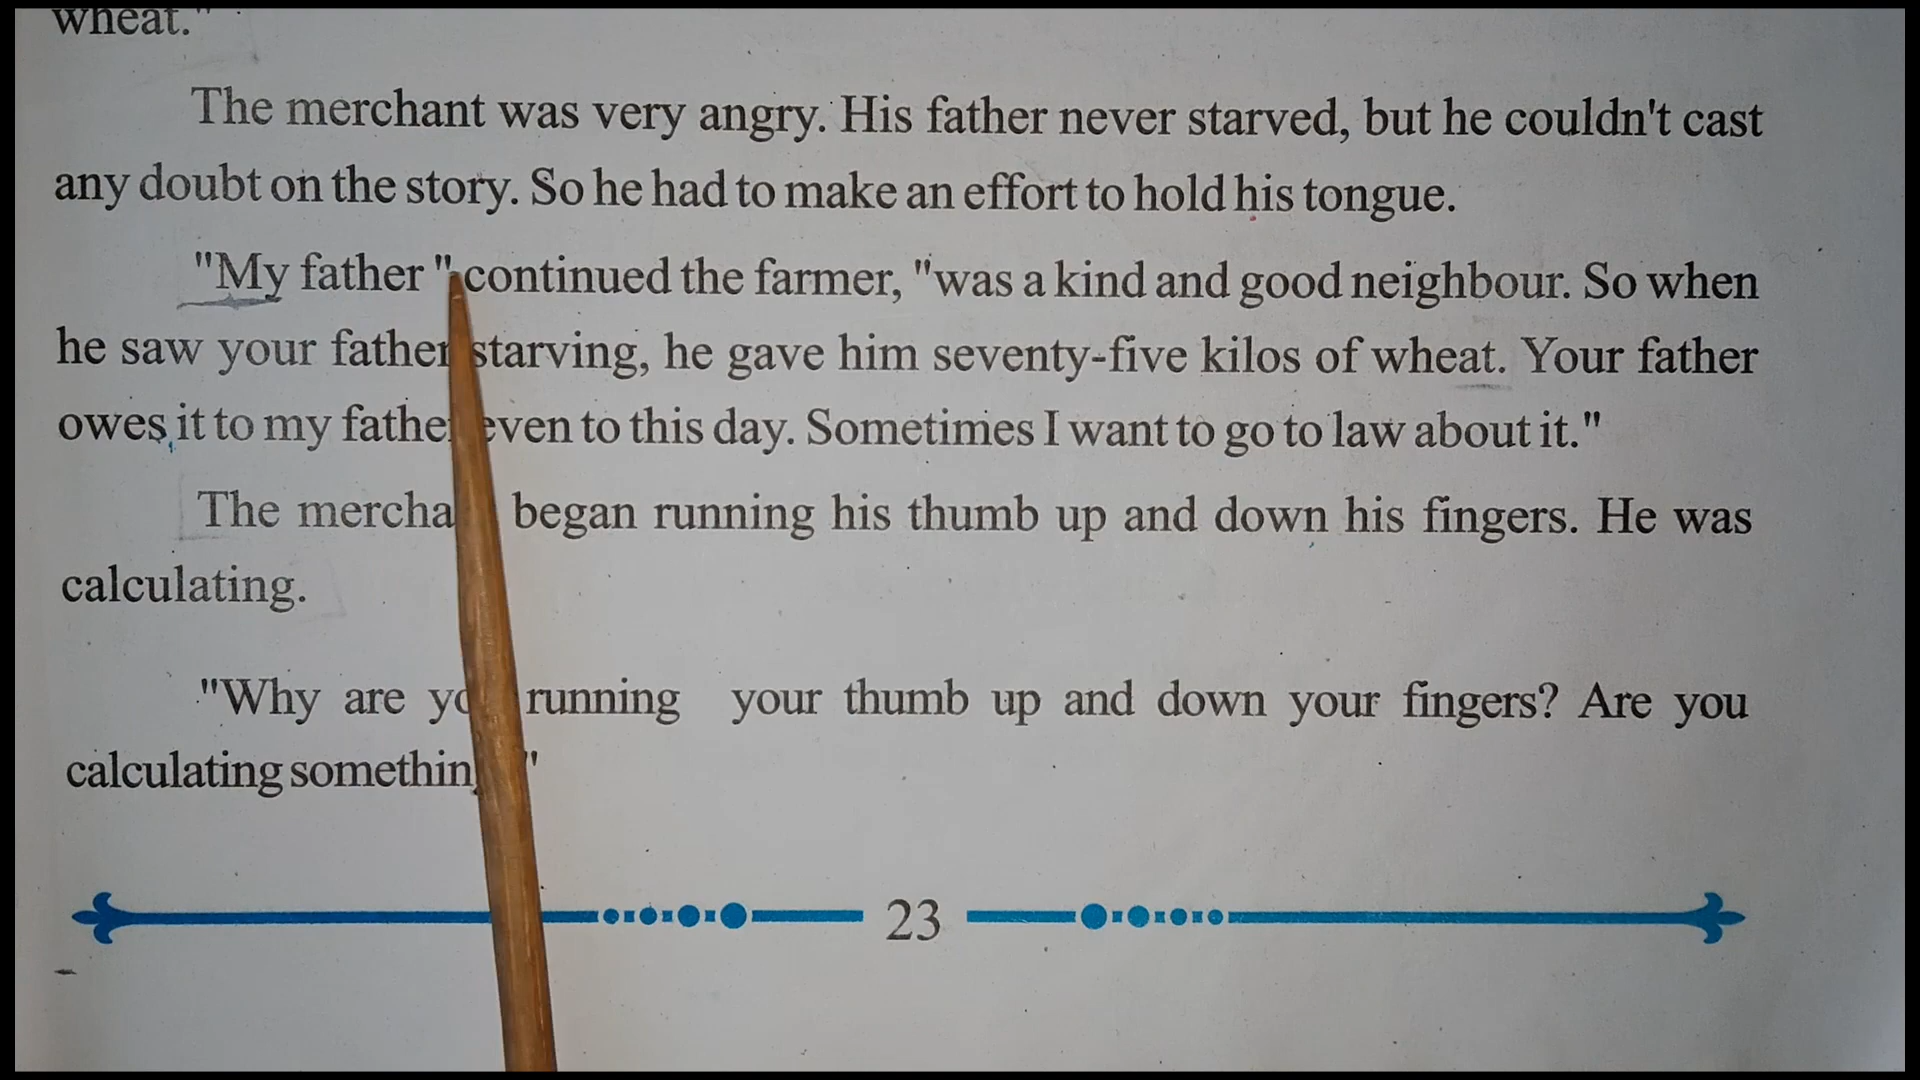 wheat."
The merchant was very angry. His father never starved, but he couldn't cast
any doubt on the story. So he had to make an effort to hold his tongue.
"My father " continued the farmer, "was a kind and good neighbour. So when
he saw your father starving, he gave him seventy-five kilos of wheat. Your father
owes it to my father even to this day. Sometimes I want to go to law about it."
The merchant began running his thumb up and down his fingers. He was
calculating.
"Why are you running your thumb up and down your fingers? Are you
calculating something?"
23